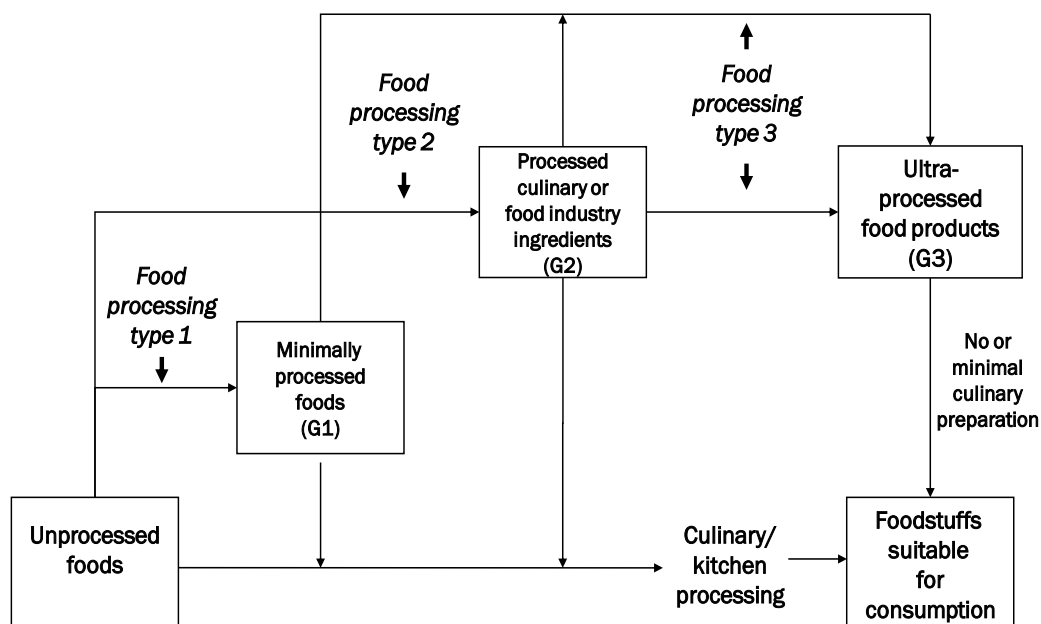 Food
processing
type 2
Food
processing
type 3
Processed
culinary or
food industry
ingredients
(G2)
Ultra-
processed
food products
(G3)
Food
processing
type 1
Minimally
processed
foods
(G1)
No or
minimal
culinary
preparation
Unprocessed
foods
Culinary/
kitchen
processing
Foodstuffs
suitable
for
consumption